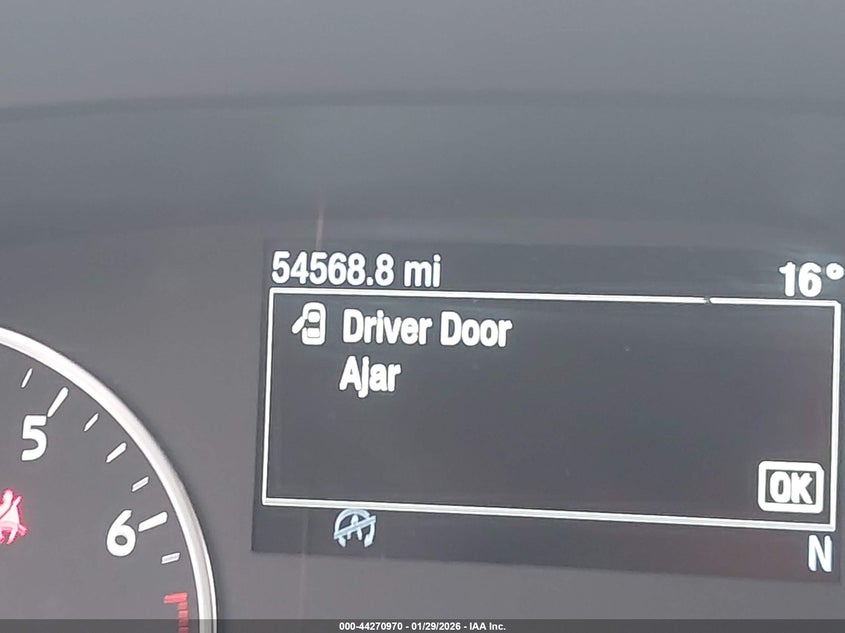 54568.8 mi 16°
Driver Door
Ajar
OK
5
6
N
000-44270970 - 01/29/2026 - IAA Inc.